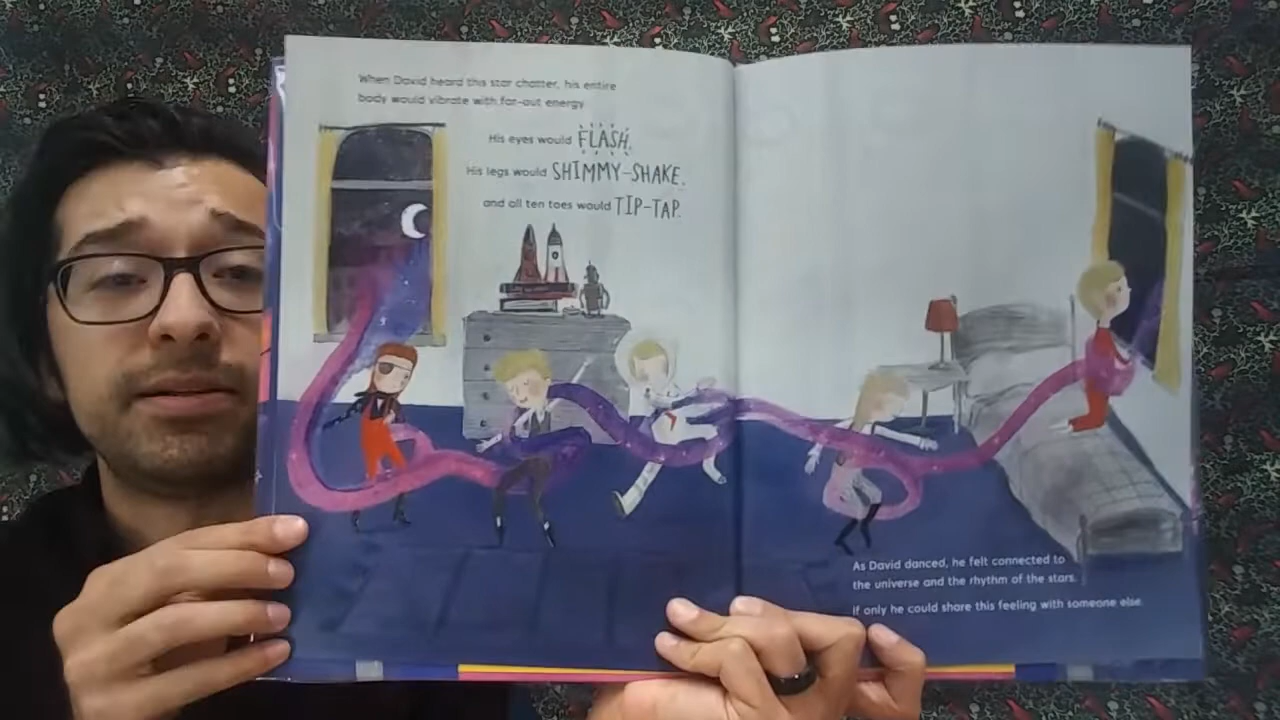 When David heard this star chatter, his entire
body would vibrate with far-out energy
His eyes would FLASH,
His legs would SHIMMY-SHAKE,
and all ten toes would TIP-TAP.
As David danced, he felt connected to
the universe and the rhythm of the stars.
If only he could share this feeling with someone else